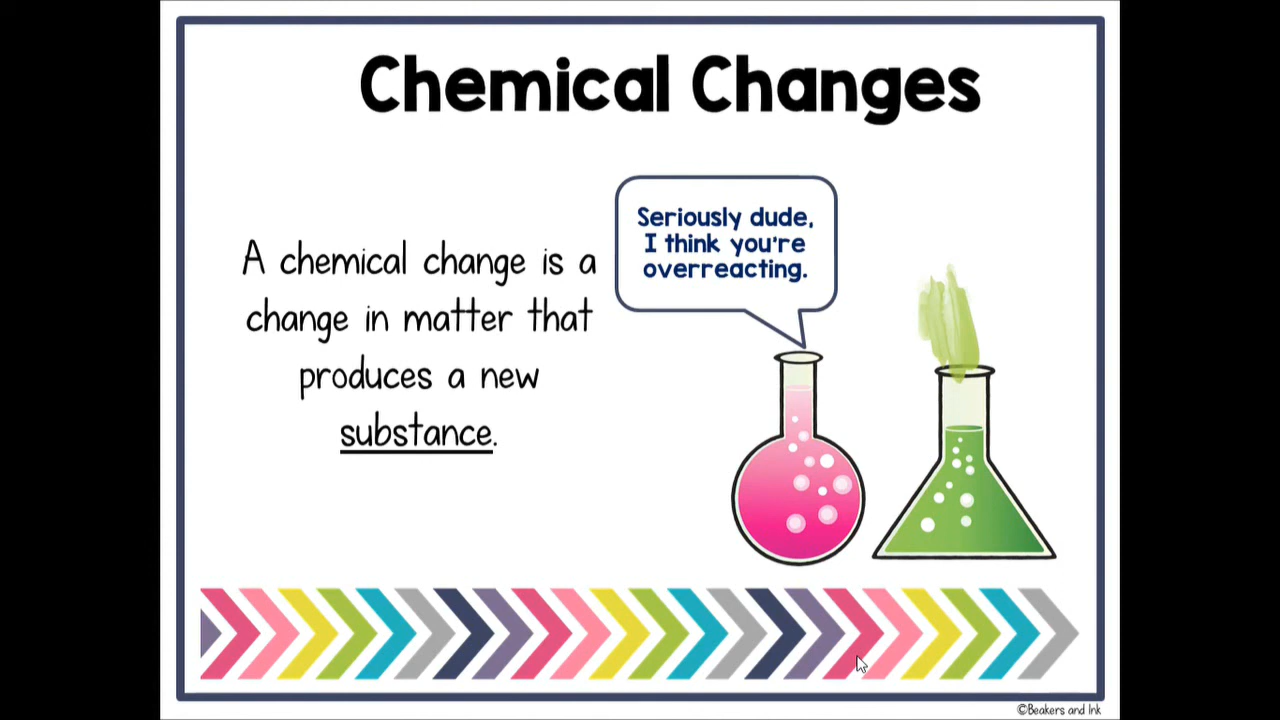 Chemical Changes
A chemical change is a
change in matter that
produces a new
substance.
Seriously dude,
I think you're
overreacting.
©Beakers and Ink